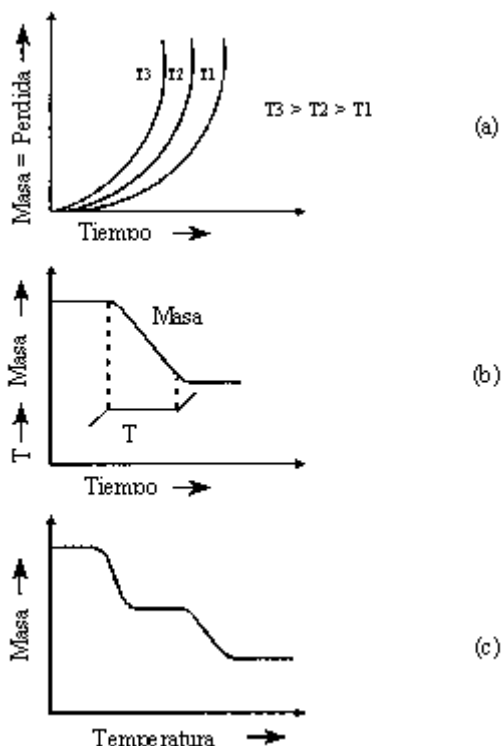 Masa = Perdida
T3 T2 T1
T3 > T2 > T1
(a)
Tiempo
Masa
T
Masa
T
(b)
Tiempo
Masa
(c)
Temperatura